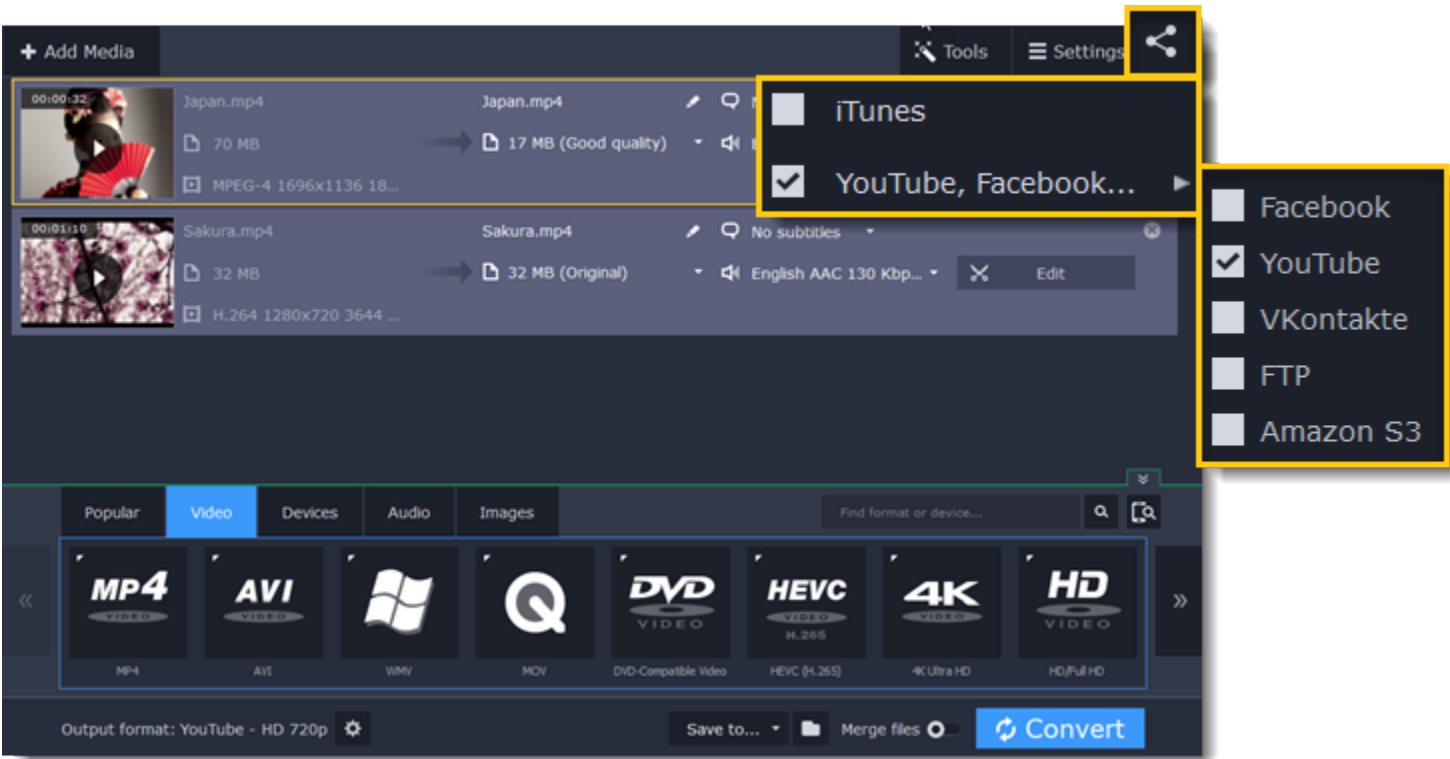 Add Media
Tools
Settings
iTunes
YouTube, Facebook...
Facebook
YouTube
VKontakte
FTP
Amazon S3
00:00:32
Japan.mp4
Japan.mp4
70 MB
17 MB (Good quality)
MPEG-4 1696x1136 18...
00:01:10
Sakura.mp4
Sakura.mp4
No subtitles
32 MB
32 MB (Original)
English AAC 130 Kbp...
Edit
H.264 1280x720 3644 ...
Popular
Video
Devices
Audio
Images
Find format or device...
MP4
VIDEO
AVI
VIDEO
DVD
VIDEO
HEVC
VIDEO
H.265
4K
VIDEO
HD
VIDEO
MP4
AVI
WMV
MOV
DVD-Compatible Video
HEVC (H.265)
4K Ultra HD
HD/Full HD
Output format: YouTube - HD 720p
Save to...
Merge files
Convert